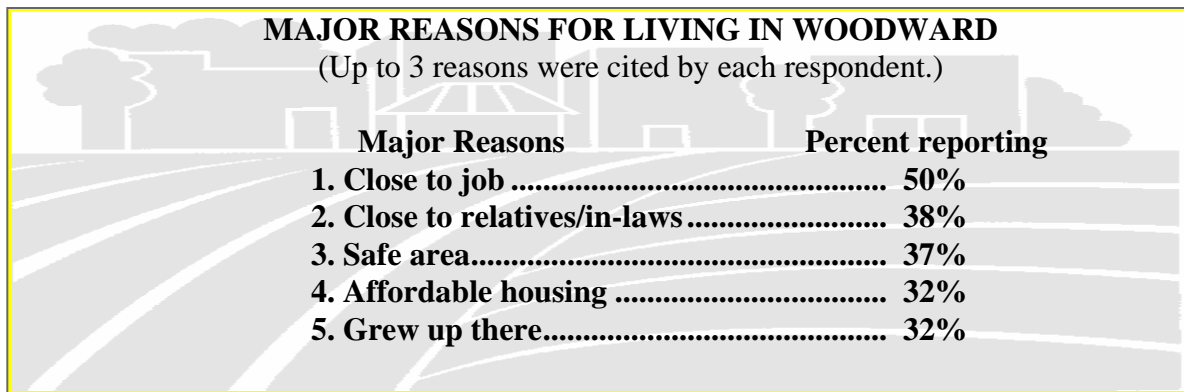 MAJOR REASONS FOR LIVING IN WOODWARD
(Up to 3 reasons were cited by each respondent.)
Major Reasons Percent reporting
1. Close to job ............................................... 50%
2. Close to relatives/in-laws ......................... 38%
3. Safe area.................................................... 37%
4. Affordable housing .................................. 32%
5. Grew up there........................................... 32%